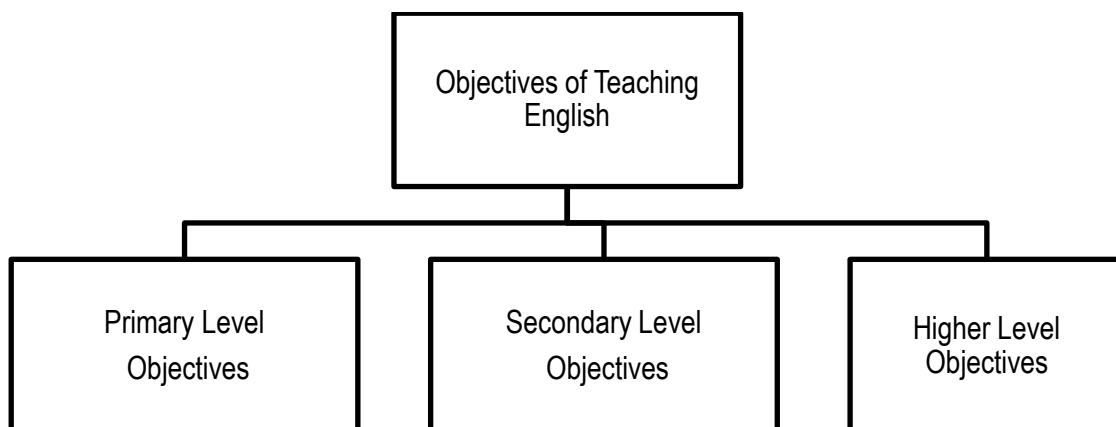 Objectives of Teaching
English
Primary Level
Objectives
Secondary Level
Objectives
Higher Level
Objectives